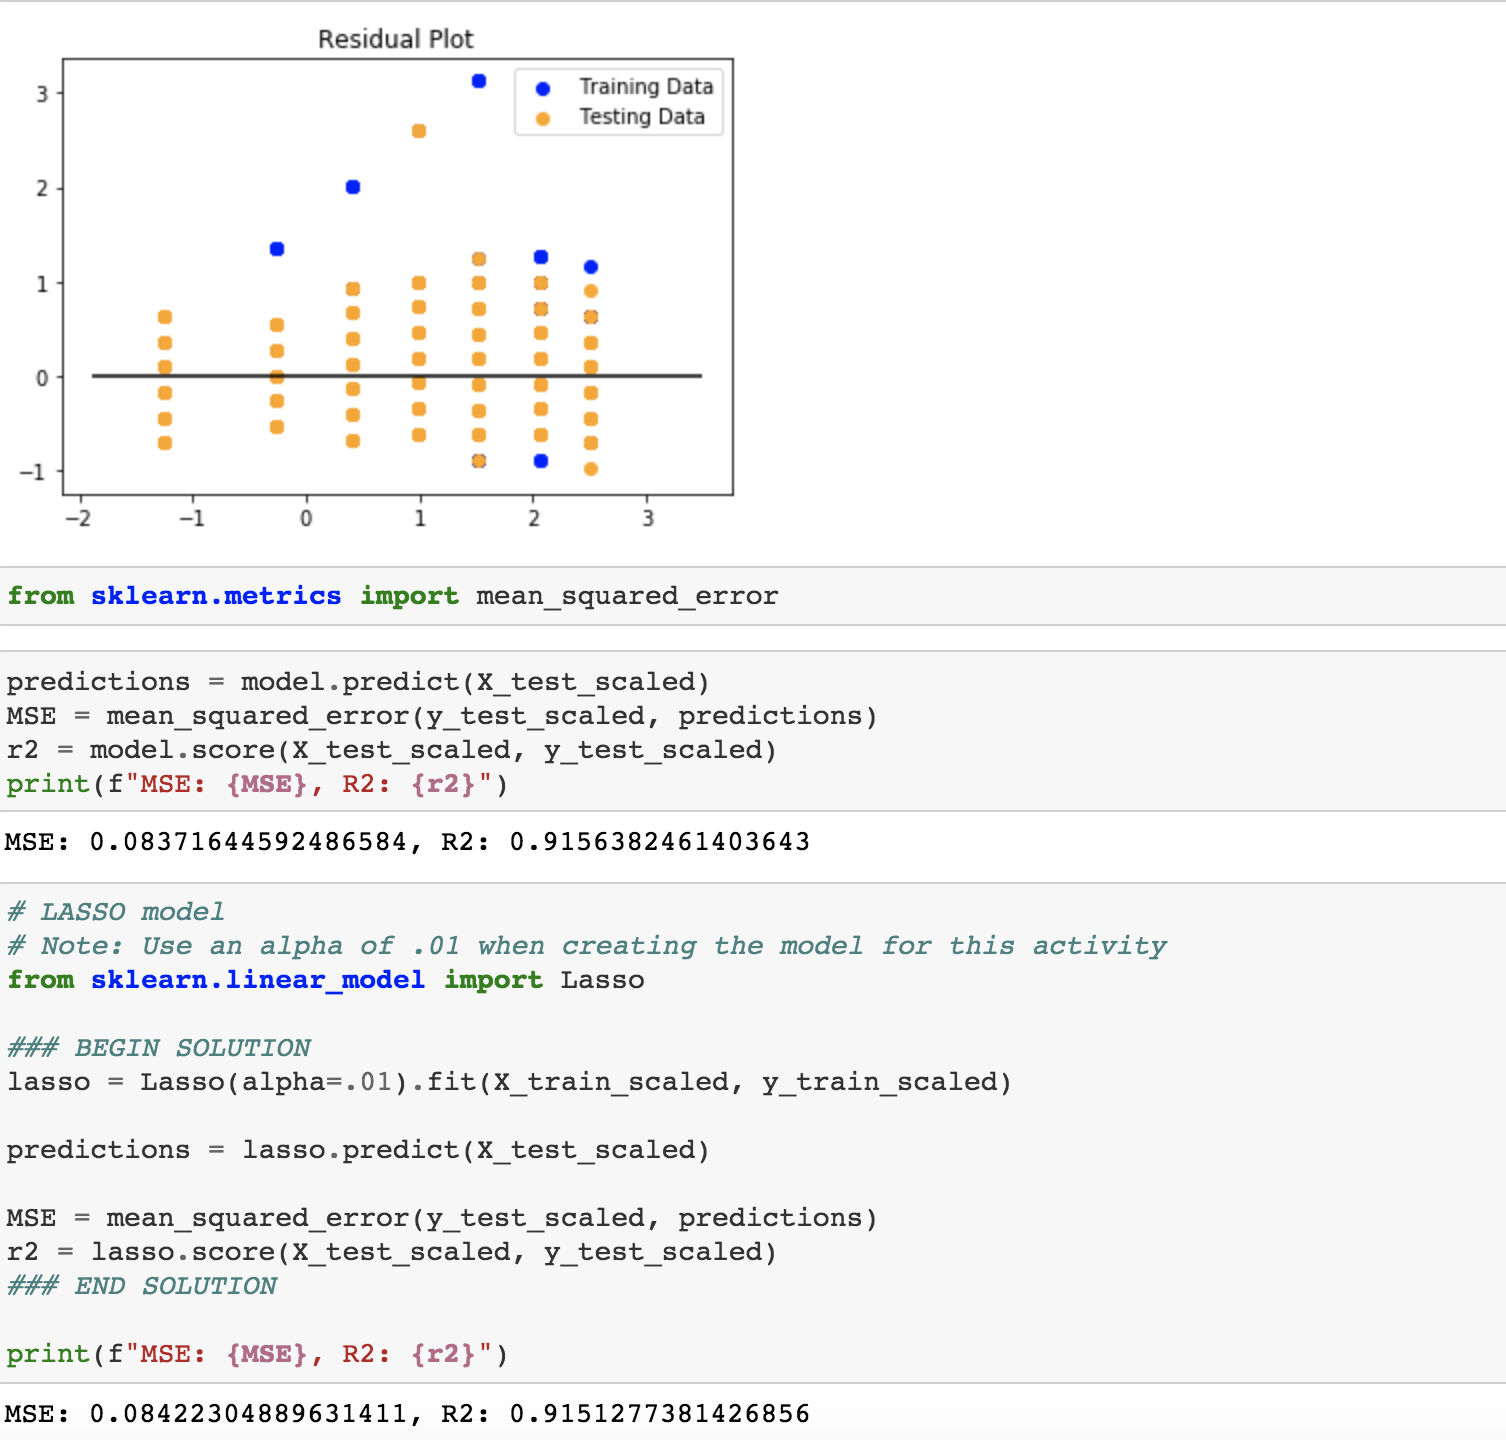 Residual Plot
Training Data
Testing Data
3
2
1
0
−1
−2 −1 0 1 2 3
from sklearn.metrics import mean_squared_error
predictions = model.predict(X_test_scaled)
MSE = mean_squared_error(y_test_scaled, predictions)
r2 = model.score(X_test_scaled, y_test_scaled)
print(f"MSE: {MSE}, R2: {r2}")
MSE: 0.08371644592486584, R2: 0.9156382461403643
# LASSO model
# Note: Use an alpha of .01 when creating the model for this activity
from sklearn.linear_model import Lasso
### BEGIN SOLUTION
lasso = Lasso(alpha=.01).fit(X_train_scaled, y_train_scaled)
predictions = lasso.predict(X_test_scaled)
MSE = mean_squared_error(y_test_scaled, predictions)
r2 = lasso.score(X_test_scaled, y_test_scaled)
### END SOLUTION
print(f"MSE: {MSE}, R2: {r2}")
MSE: 0.08422304889631411, R2: 0.9151277381426856